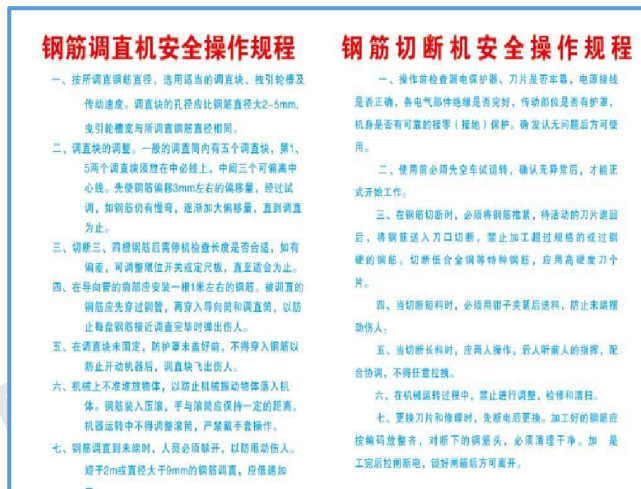 钢筋调直机安全操作规程
一、按所调直钢筋直径，选用适当的调直块、拽引轮槽及
传动速度。调直块的孔径应比钢筋直径大2~5mm,
曳引轮槽宽与所调直钢筋直径相同。
二、调直块的调整。一般的调直筒内有五个调直块，第1、
5两个调直块须放在中心线上，中间三个可偏离中
心线。先使钢筋偏移3mm左右的偏移量，经过试
调，如钢筋仍有慢弯，逐渐加大偏移量，直到调直
为止。
三、切断三、四根钢筋后需停机检查长度是否合适，如有
偏差，可调整限位开关或定尺板，直至适合为止。
四、在导向管的前部应安装一根1米左右的钢筋。被调直的
钢筋应先穿过钢管，再穿入导向筒和调直筒，以防
止每盘钢筋接近调直完毕时弹出伤人。
五、在调直块未固定，防护罩未盖好前，不得穿入钢筋以
防止开动机器后，调直块飞出伤人。
六、机械上不准堆放物体，以防止机械振动物体落入机
体。钢筋装入压滚，手与滚筒应保持一定的距离，
机器运转中不得调整滚筒，严禁戴手套操作。
七、钢筋调直到末端时，人员必须躲开，以防甩动伤人。
短于2m或直径大于9mm的钢筋调直，应低速加
钢筋切断机安全操作规程
一、操作前检查漏电保护器、刀片是否牢靠，电源接线
是否正确，各电气部件绝缘是否完好，传动部位是否有护罩，
机身是否有可靠的接零（接地）保护。确 发认无问题后方可使
用。
二、使用前必须先空车试运转，确认无异常后，才能正
式开始工作。
三、在钢筋切断时，必须将钢筋推紧，待活动的刀片退回
后，将钢筋送入刀口切断，禁止加工超过规格的或过钢
硬的钢筋。切断低合金钢等特种钢筋，应用高硬度刀个
片。
四、当切断短料时，必须用钳子夹紧后送料，防止末端摆
动伤人。
五、当切断长料时，应两人操作，后人听前人的指挥，配
合协调，不得任意拉拽。
六、在机械运转过程中，禁止进行调整、检修和清扫。
七、更换刀片和修理时，先断电后更换。加工好的钢筋应
按编码放整齐，对断下的钢筋头，必须清理干净。加 是
工完后拉闸断电，锁好闸箱后方可离开。